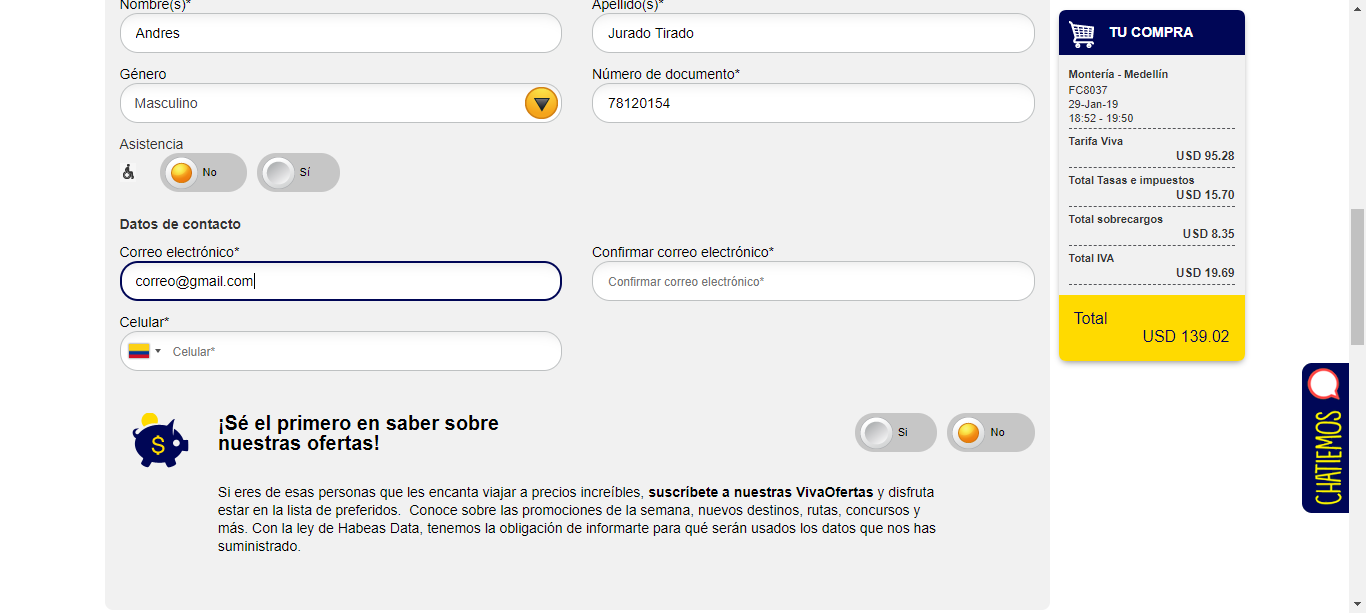 Nombre(s)*
Apellido(s)*
Andres
Jurado Tirado
Género
Número de documento*
Masculino
78120154
Asistencia
No
Sí
Datos de contacto
Correo electrónico*
Confirmar correo electrónico*
correo@gmail.com
Confirmar correo electrónico*
Celular*
Celular*
$
¡Sé el primero en saber sobre
nuestras ofertas!
Si
No
Si eres de esas personas que les encanta viajar a precios increíbles, suscríbete a nuestras VivaOfertas y disfruta
estar en la lista de preferidos. Conoce sobre las promociones de la semana, nuevos destinos, rutas, concursos y
más. Con la ley de Habeas Data, tenemos la obligación de informarte para qué serán usados los datos que nos has
suministrado.
TU COMPRA
Montería - Medellín
FC8037
29-Jan-19
18:52 - 19:50
Tarifa Viva
USD 95.28
Total Tasas e impuestos
USD 15.70
Total sobrecargos
USD 8.35
Total IVA
USD 19.69
Total
USD 139.02
CHATIEMOS